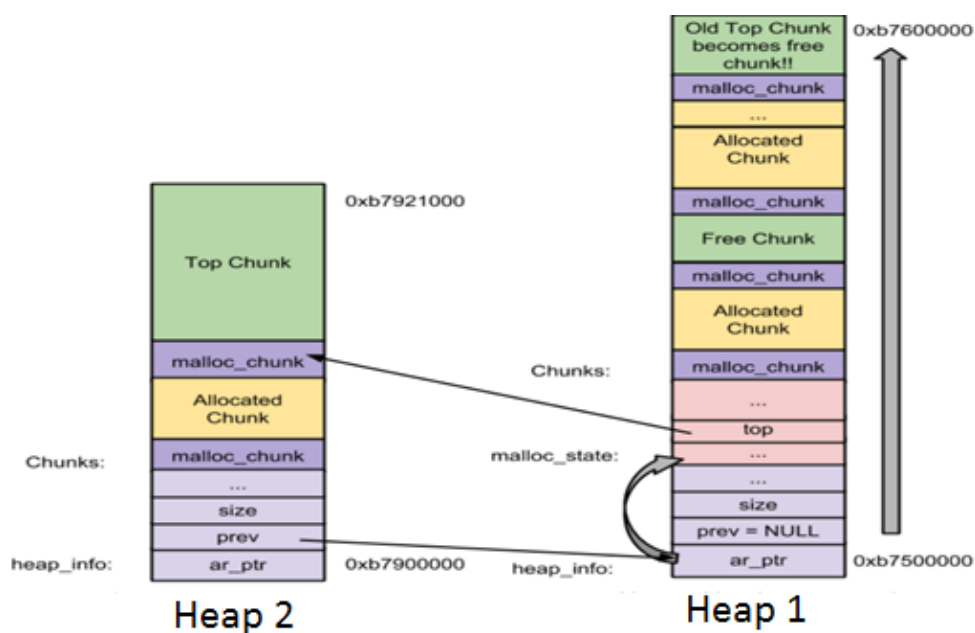 0xb7921000
Top Chunk
malloc_chunk
Allocated
Chunk
Chunks:
malloc_chunk
...
size
prev
heap_info:
ar_ptr
0xb7900000
Heap 2
Old Top Chunk
becomes free
chunk!!
0xb7600000
malloc_chunk
...
Allocated
Chunk
malloc_chunk
Free Chunk
malloc_chunk
Allocated
Chunk
malloc_chunk
Chunks:
...
top
malloc_state:
...
...
size
prev = NULL
heap_info:
ar_ptr
0xb7500000
Heap 1